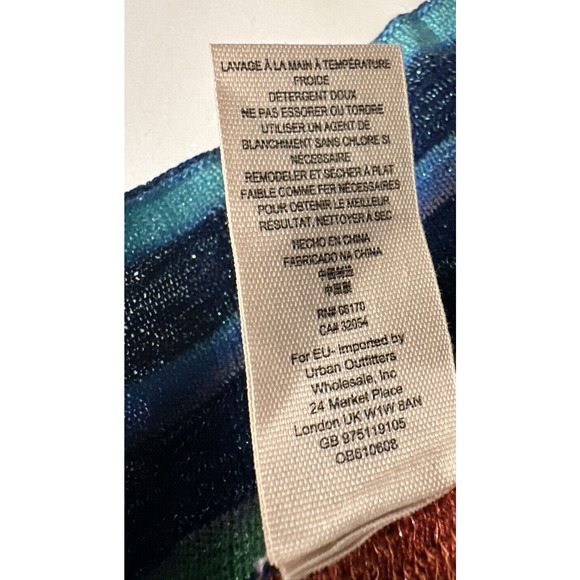 LAVAGE À LA MAIN À TEMPÉRATURE
FROIDE
DÉTERGENT DOUX
NE PAS ESSORER OU TORDRE
UTILISER UN AGENT DE
BLANCHIMENT SANS CHLORE SI
NÉCESSAIRE
REMODELER ET SÉCHER À PLAT
FAIBLE COMME FER NÉCESSAIRES
POUR OBTENIR LE MEILLEUR
RÉSULTAT, NETTOYER À SEC
HECHO EN CHINA
FABRICADO NA CHINA
中國製造
中国製
RN# 66170
CA# 32054
For EU- Imported by
Urban Outfitters
Wholesale, Inc
24 Market Place
London UK W1W 8AN
GB 975119105
OB610608